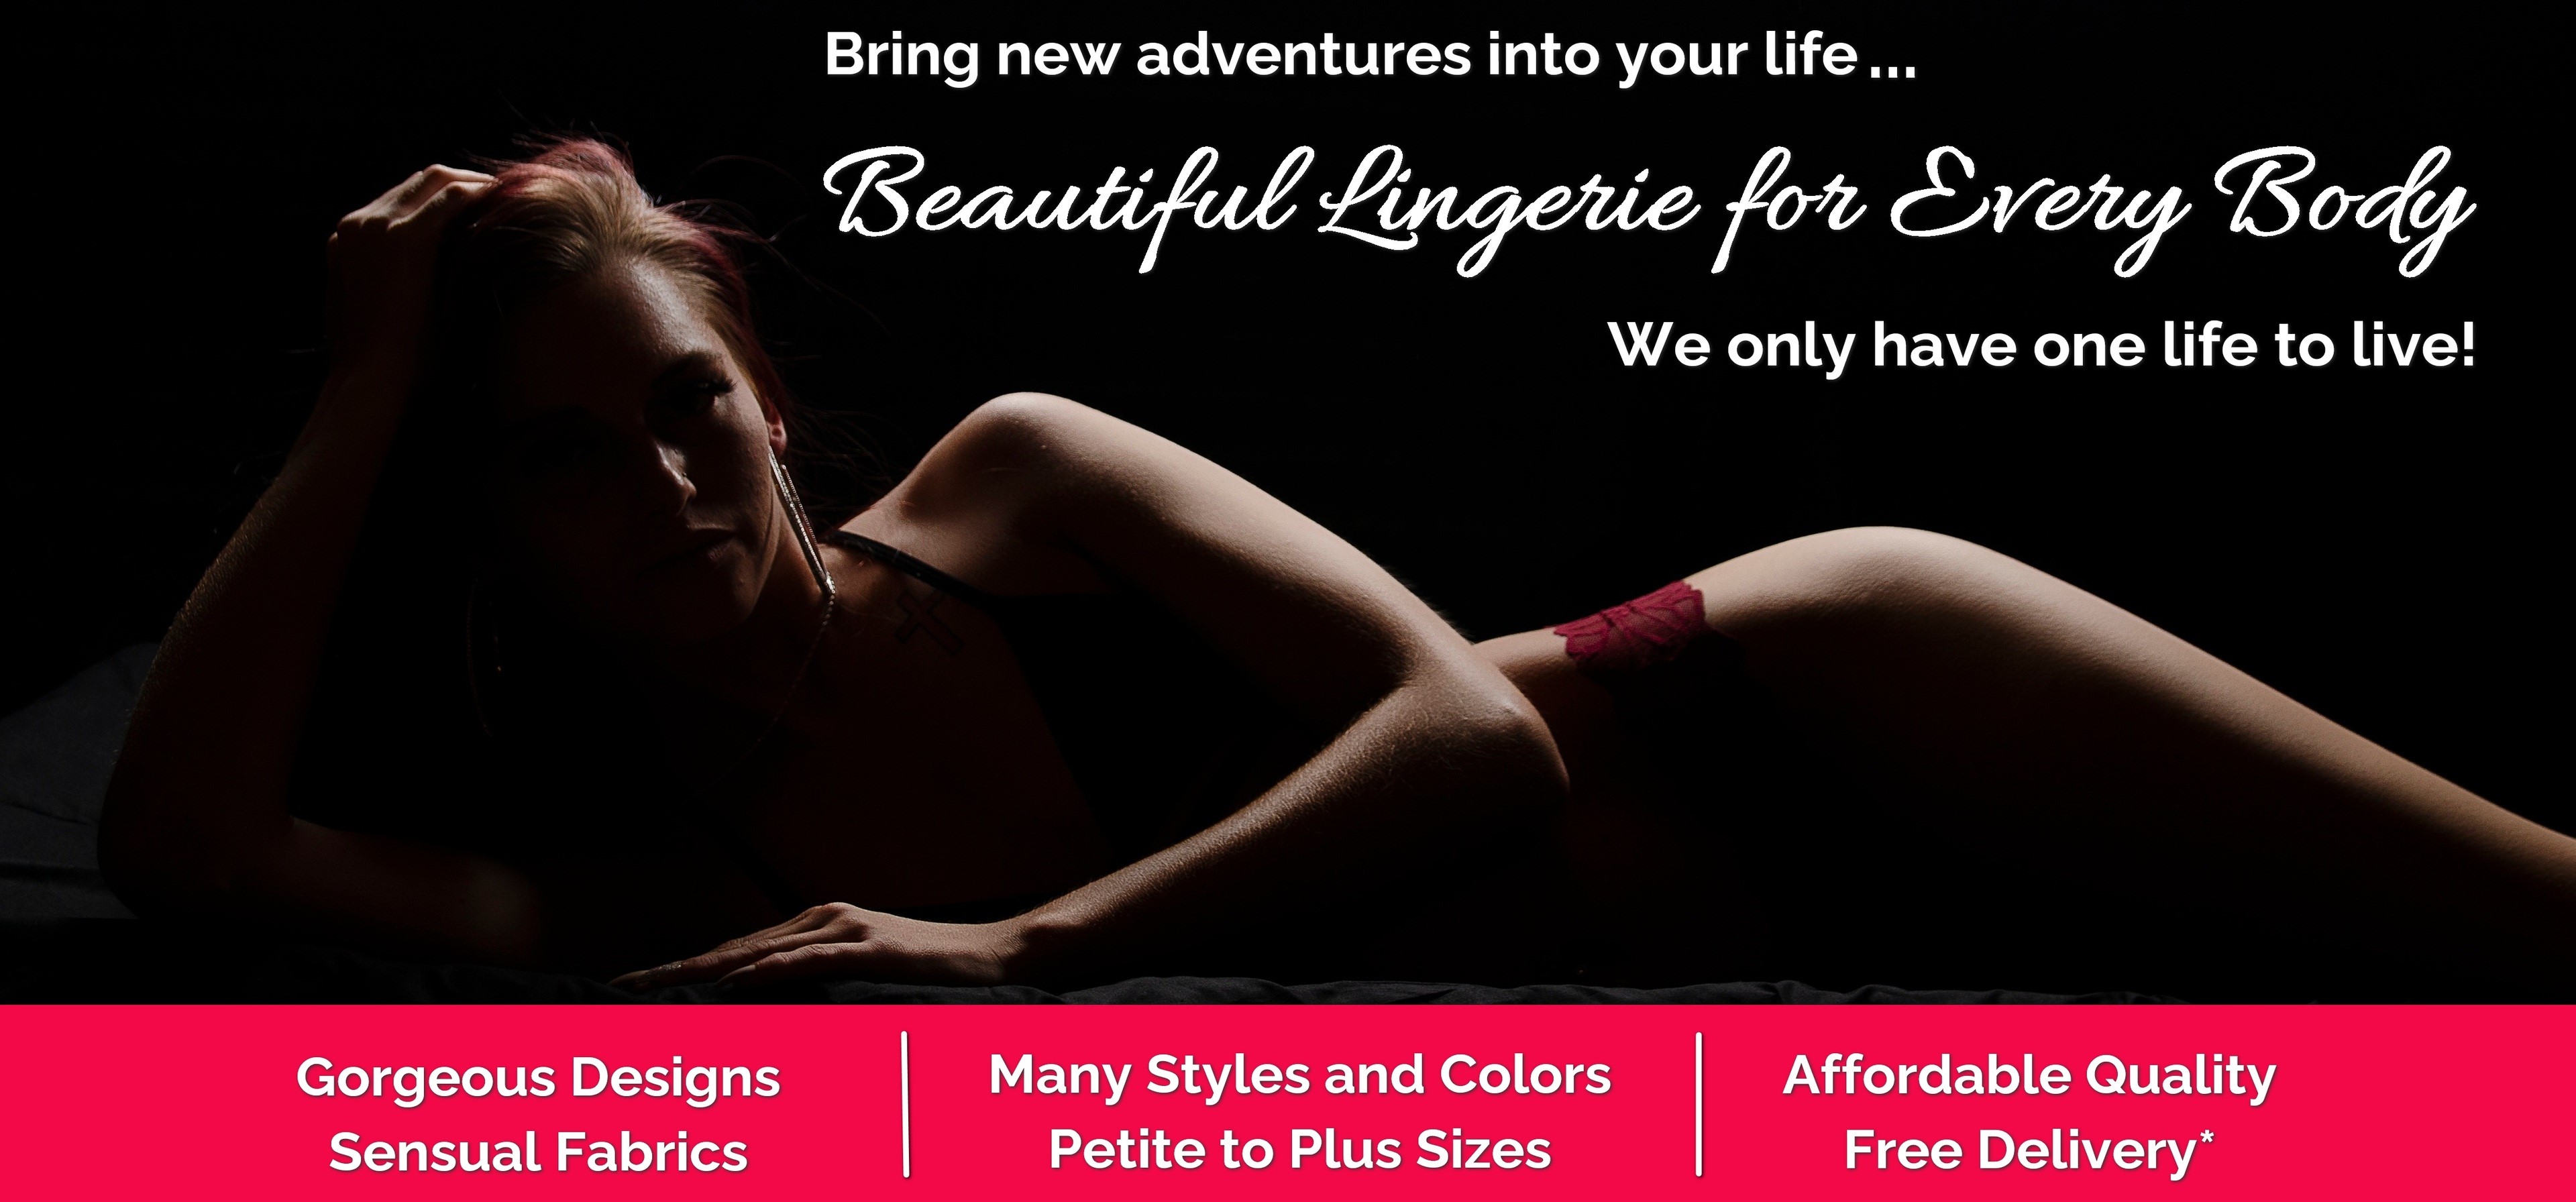 Bring new adventures into your life ...
Beautiful Lingerie for Every Body
We only have one life to live!
Gorgeous Designs
Sensual Fabrics
Many Styles and Colors
Petite to Plus Sizes
Affordable Quality
Free Delivery*